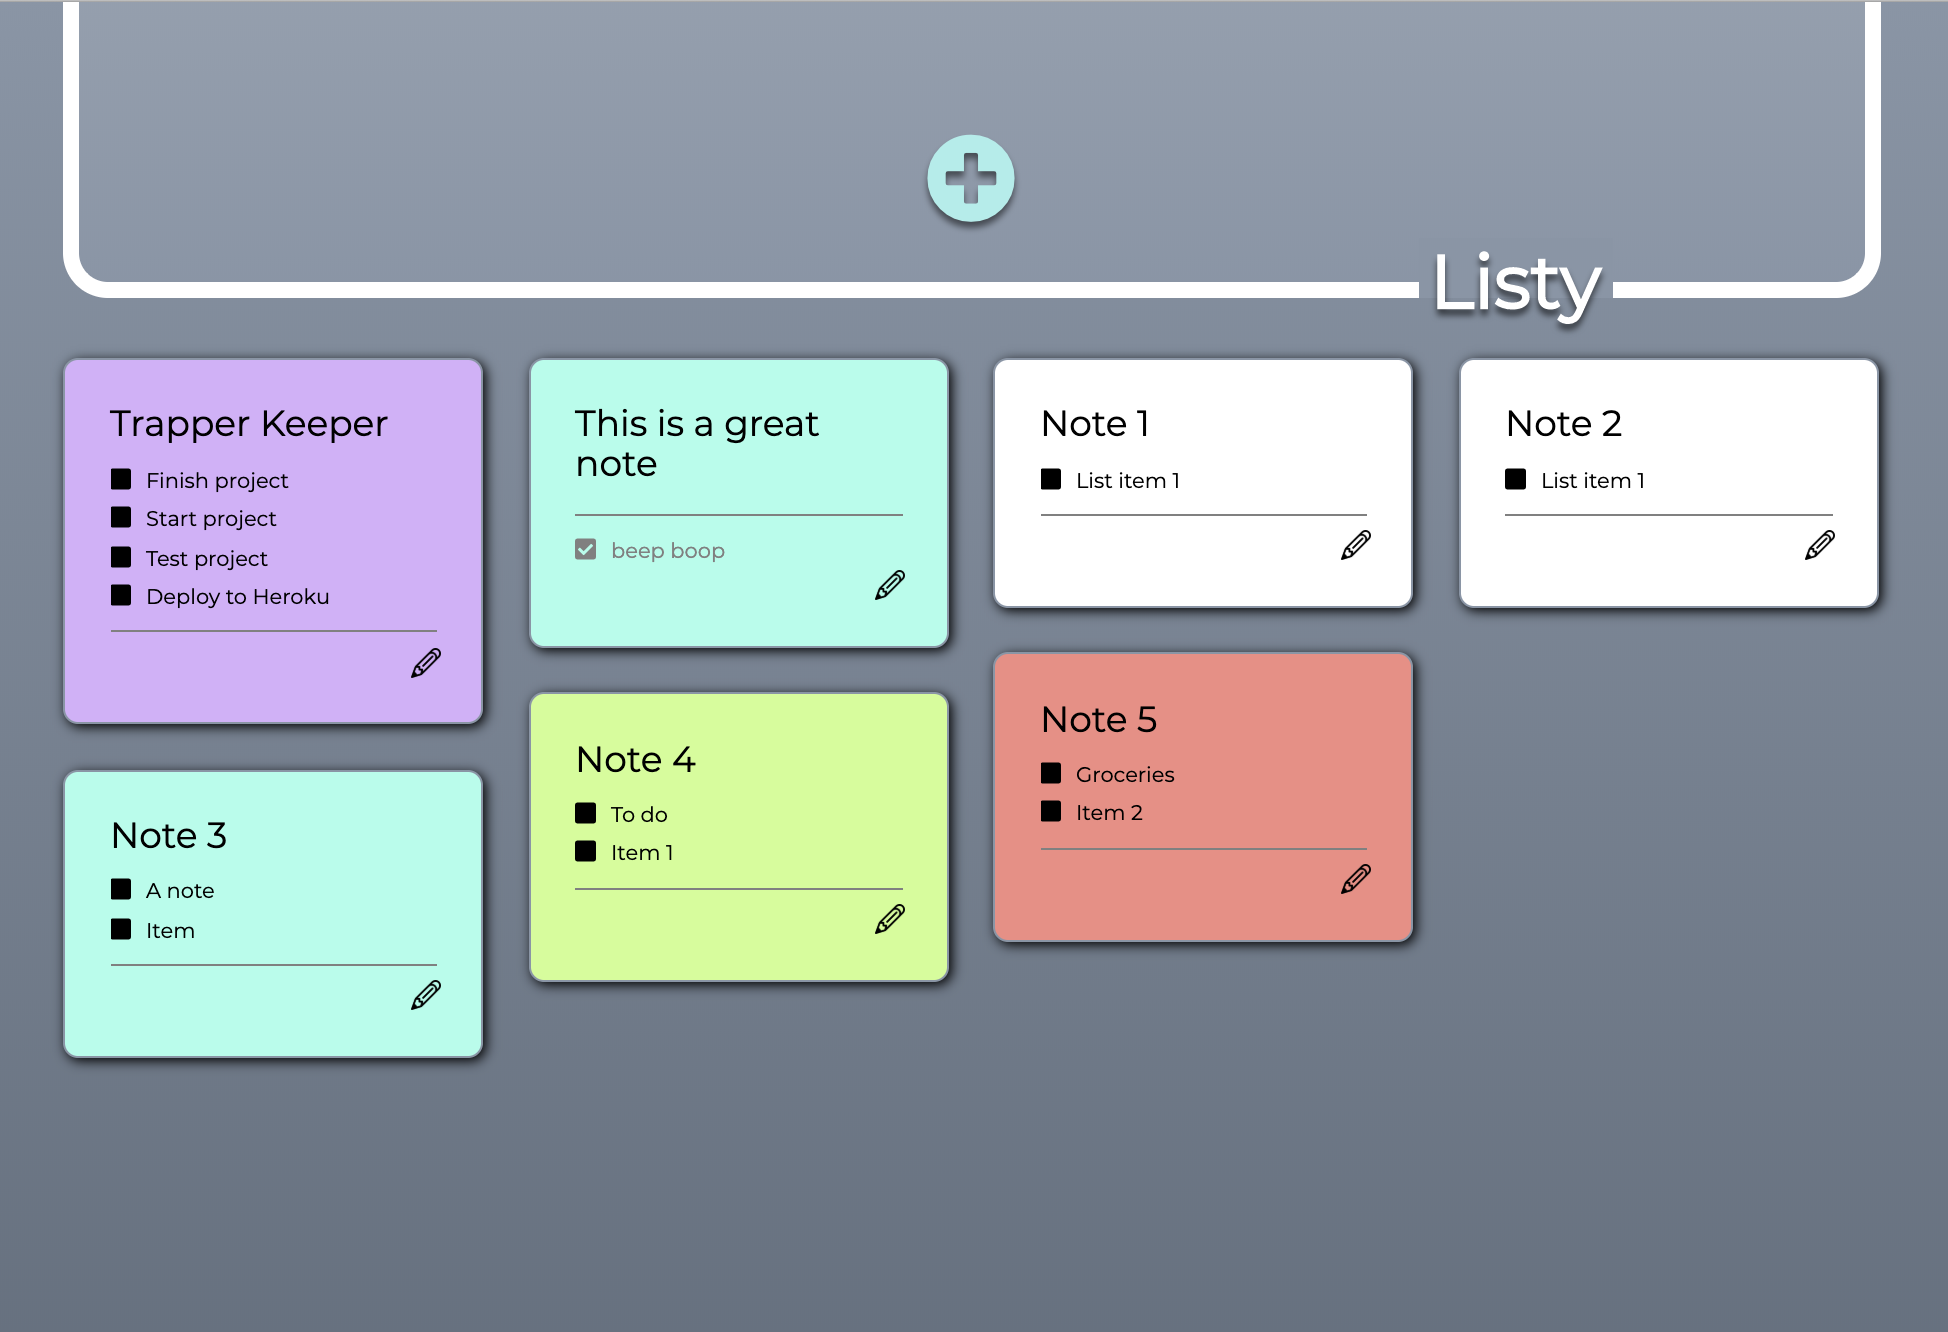 Listy
Trapper Keeper
Finish project
Start project
Test project
Deploy to Heroku
This is a great
note
beep boop
Note 1
List item 1
Note 2
List item 1
Note 3
A note
Item
Note 4
To do
Item 1
Note 5
Groceries
Item 2